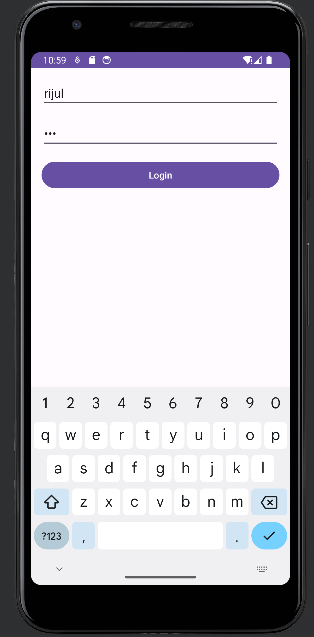 10:59
rijul
•••
Login
1 2 3 4 5 6 7 8 9 0
q w e r t y u i o p
a s d f g h j k l
z x c v b n m
?123 , .